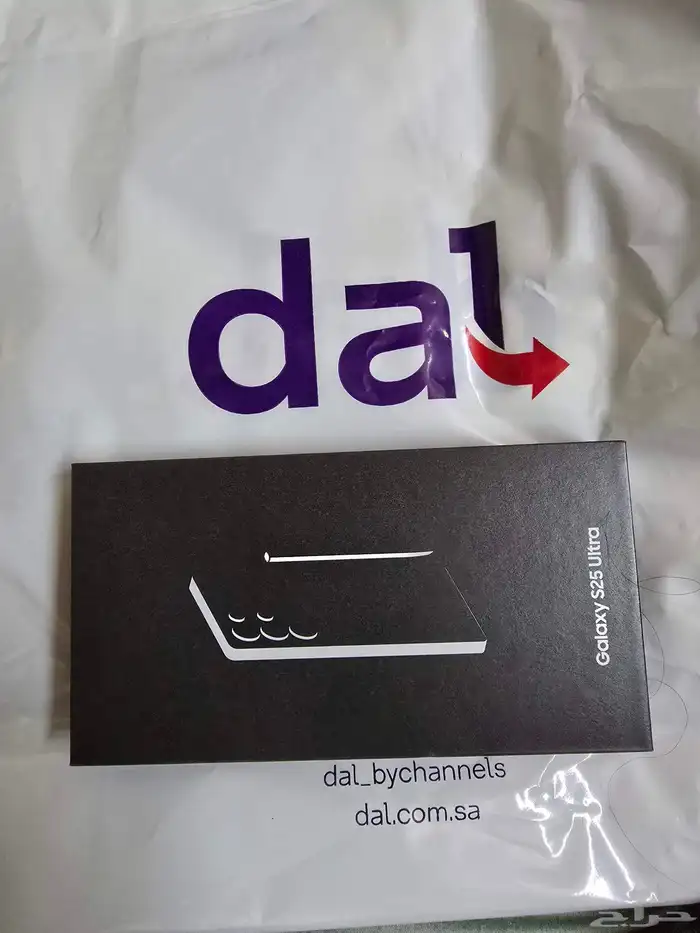 dal
Galaxy S25 Ultra
dal_bychannels
dal.com.sa
حراج